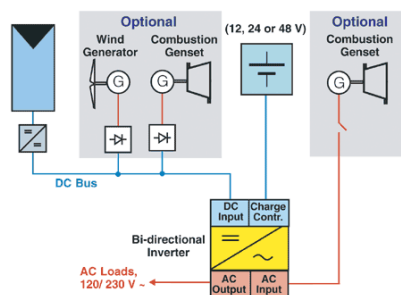 Optional
Wind
Generator
Combustion
Genset
(12, 24 or 48 V)
Optional
Combustion
Genset
G
G
G
DC Bus
DC
Input
Charge
Contr.
Bi-directional
Inverter
AC Loads,
120/ 230 V ~
AC
Output
AC
Input